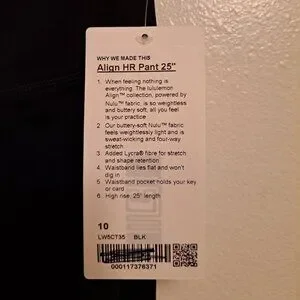 WHY WE MADE THIS
Align HR Pant 25"
1. When feeling nothing is
everything. The lululemon
Align™ collection, powered by
Nulu™ fabric, is so weightless
and buttery soft, all you feel
is your practice
2. Our buttery-soft Nulu™ fabric
feels weightlessly light and is
sweat-wicking and four-way
stretch
3. Added Lycra® fibre for stretch
and shape retention
4. Waistband lies flat and won't
dig in
5. Waistband pocket holds your key
or card
6. High rise, 25" length
10
LW5CT35 BLK
000117376371